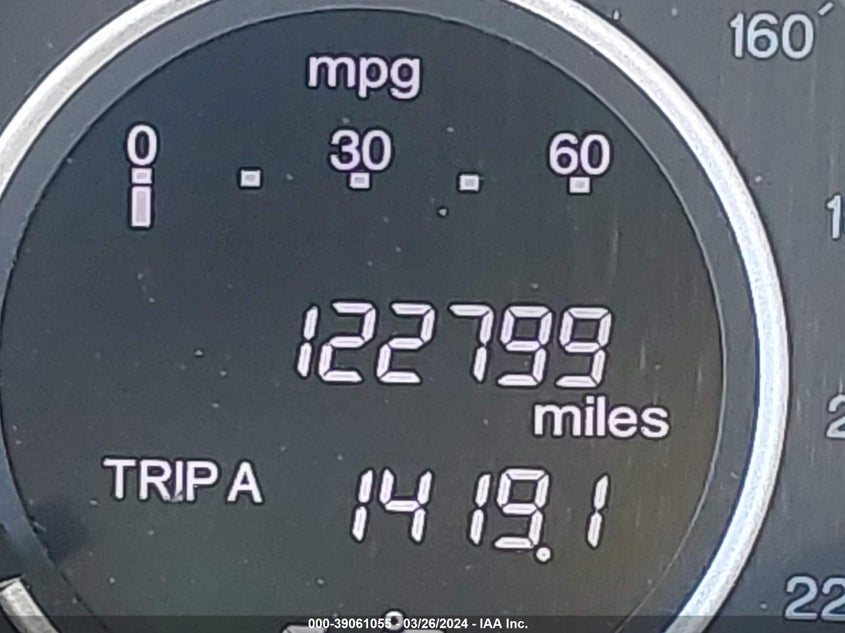 160
mpg
0 30 60
122799
miles
TRIP A 1419.1
22
000-39061055 - 03/26/2024 - IAA Inc.